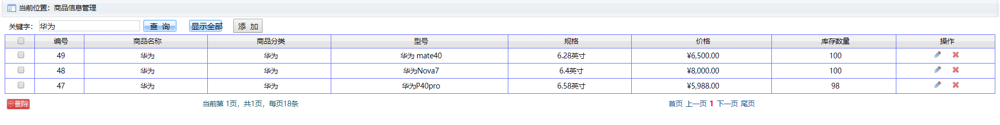 当前位置：商品信息管理
关键字： 华为 查 询 显示全部 添 加
编号 商品名称 商品分类 型号 规格 价格 库存数量 操作
49 华为 华为 华为 mate40 6.28英寸 ¥6,500.00 100
48 华为 华为 华为Nova7 6.4英寸 ¥8,000.00 100
47 华为 华为 华为P40pro 6.58英寸 ¥5,988.00 98
删除 当前第 1页，共1页，每页18条 首页 上一页 1 下一页 尾页